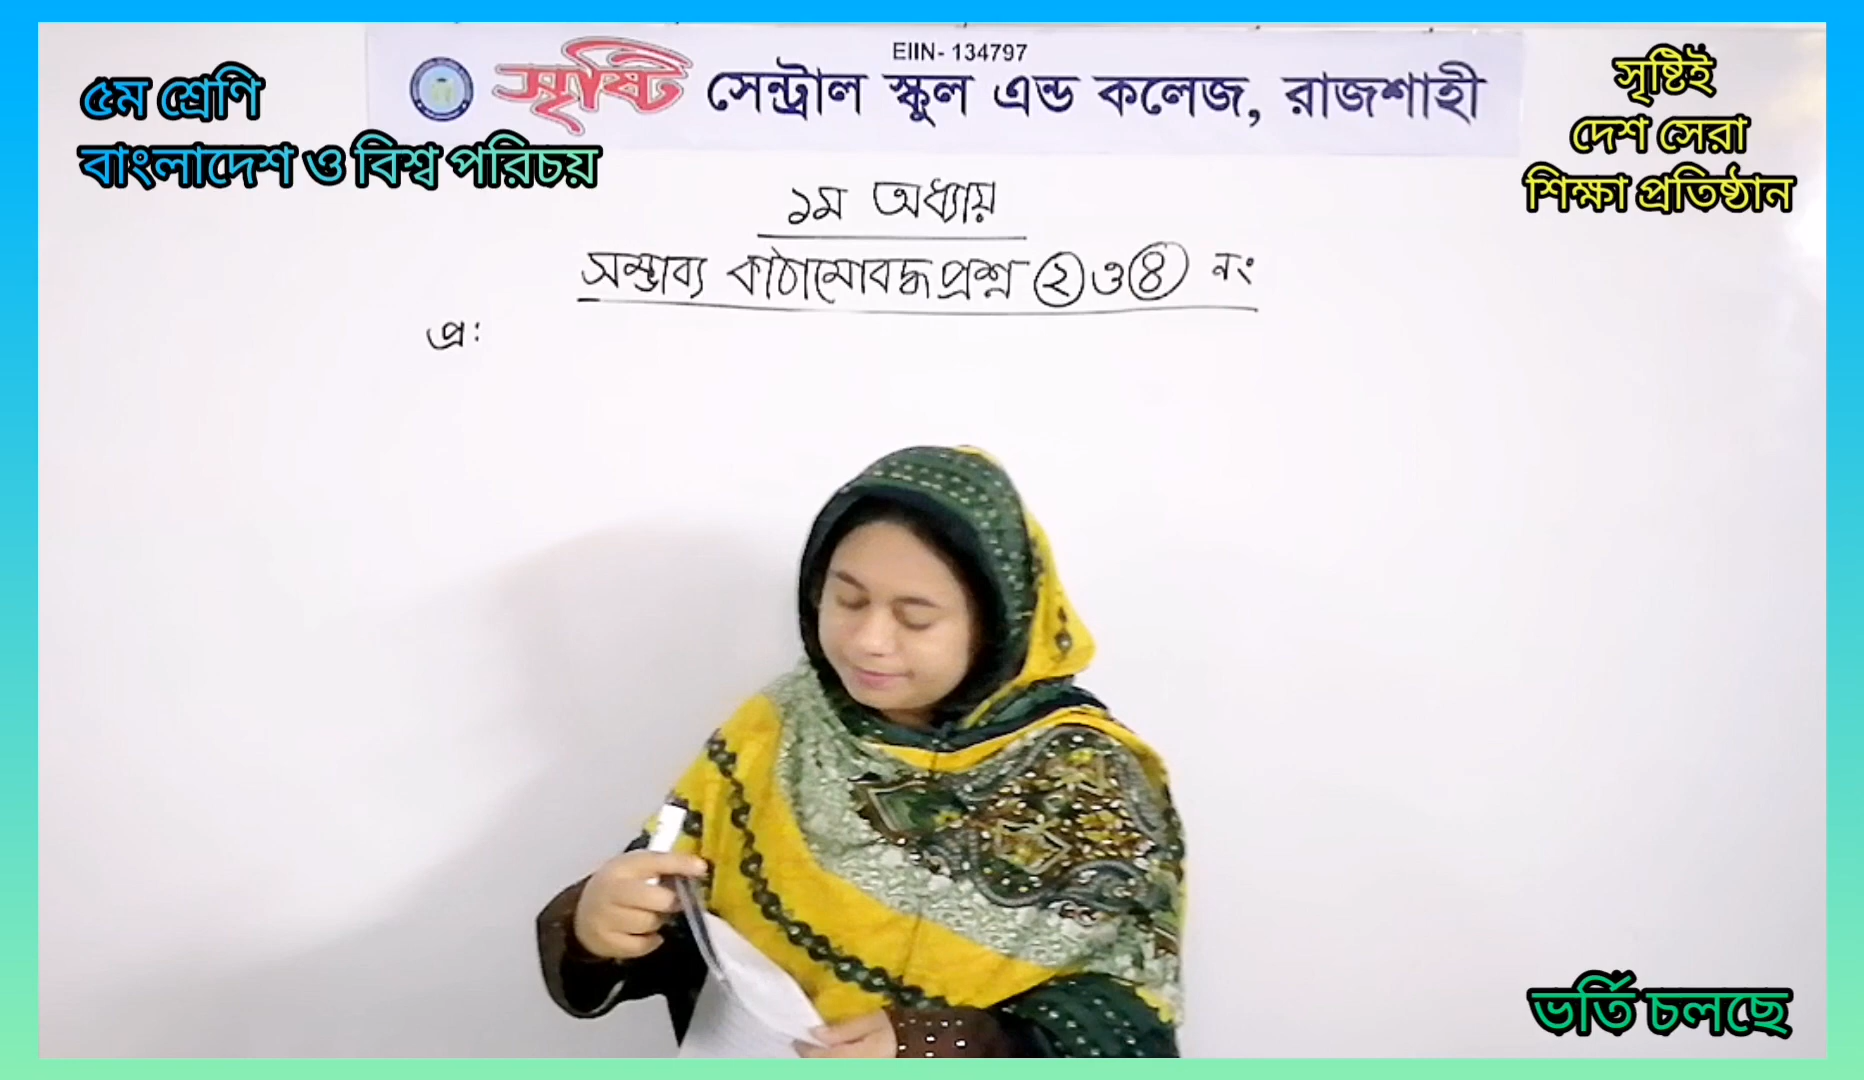 EIIN- 134797
সৃষ্টি সেন্ট্রাল স্কুল এন্ড কলেজ, রাজশাহী
৫ম শ্রেণি
বাংলাদেশ ও বিশ্ব পরিচয়
সৃষ্টিই
দেশ সেরা
শিক্ষা প্রতিষ্ঠান
১ম অধ্যায়
সম্ভাব্য কাঠামোবদ্ধ প্রশ্ন ২ ও ৪ নং
প্র:
ভর্তি চলছে